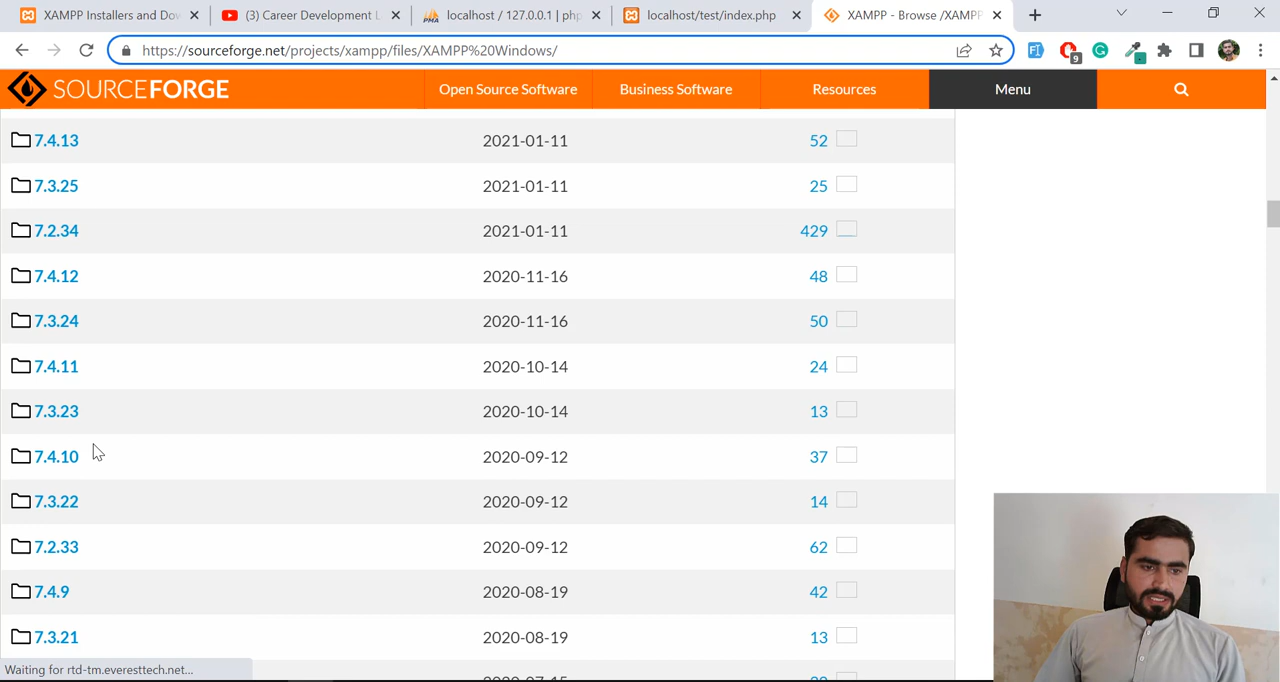 XAMPP Installers and Dow
(3) Career Development L
localhost / 127.0.0.1 | php
localhost/test/index.php
XAMPP - Browse /XAMPP
https://sourceforge.net/projects/xampp/files/XAMPP%20Windows/
9
SOURCEFORGE
Open Source Software
Business Software
Resources
Menu
7.4.13 2021-01-11 52
7.3.25 2021-01-11 25
7.2.34 2021-01-11 429
7.4.12 2020-11-16 48
7.3.24 2020-11-16 50
7.4.11 2020-10-14 24
7.3.23 2020-10-14 13
7.4.10 2020-09-12 37
7.3.22 2020-09-12 14
7.2.33 2020-09-12 62
7.4.9 2020-08-19 42
7.3.21 2020-08-19 13
Waiting for rtd-tm.everesttech.net...